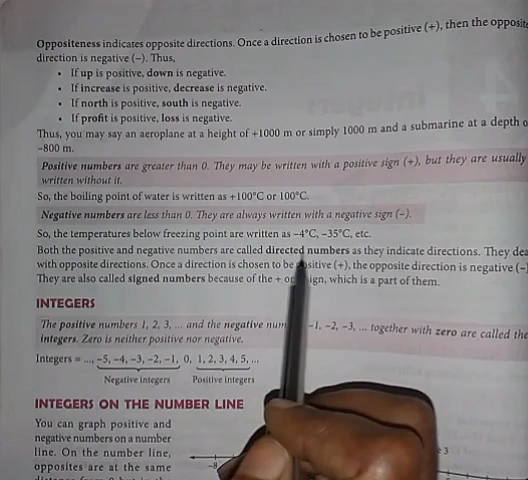 Oppositeness indicates opposite directions. Once a direction is chosen to be positive (+), then the opposite
direction is negative (–). Thus,
• If up is positive, down is negative.
• If increase is positive, decrease is negative.
• If north is positive, south is negative.
• If profit is positive, loss is negative.
Thus, you may say an aeroplane at a height of +1000 m or simply 1000 m and a submarine at a depth o
–800 m.
Positive numbers are greater than 0. They may be written with a positive sign (+), but they are usually
written without it.
So, the boiling point of water is written as +100°C or 100°C.
Negative numbers are less than 0. They are always written with a negative sign (–).
So, the temperatures below freezing point are written as –4°C, –35°C, etc.
Both the positive and negative numbers are called directed numbers as they indicate directions. They dea
with opposite directions. Once a direction is chosen to be positive (+), the opposite direction is negative (–
They are also called signed numbers because of the + or sign, which is a part of them.
INTEGERS
The positive numbers 1, 2, 3, ... and the negative num –1, –2, –3, ... together with zero are called the
integers. Zero is neither positive nor negative.
Integers = ..., –5, –4, –3, –2, –1, 0, 1, 2, 3, 4, 5, ...
Negative integers Positive integers
INTEGERS ON THE NUMBER LINE
You can graph positive and
negative numbers on a number
line. On the number line,
opposites are at the same
–8